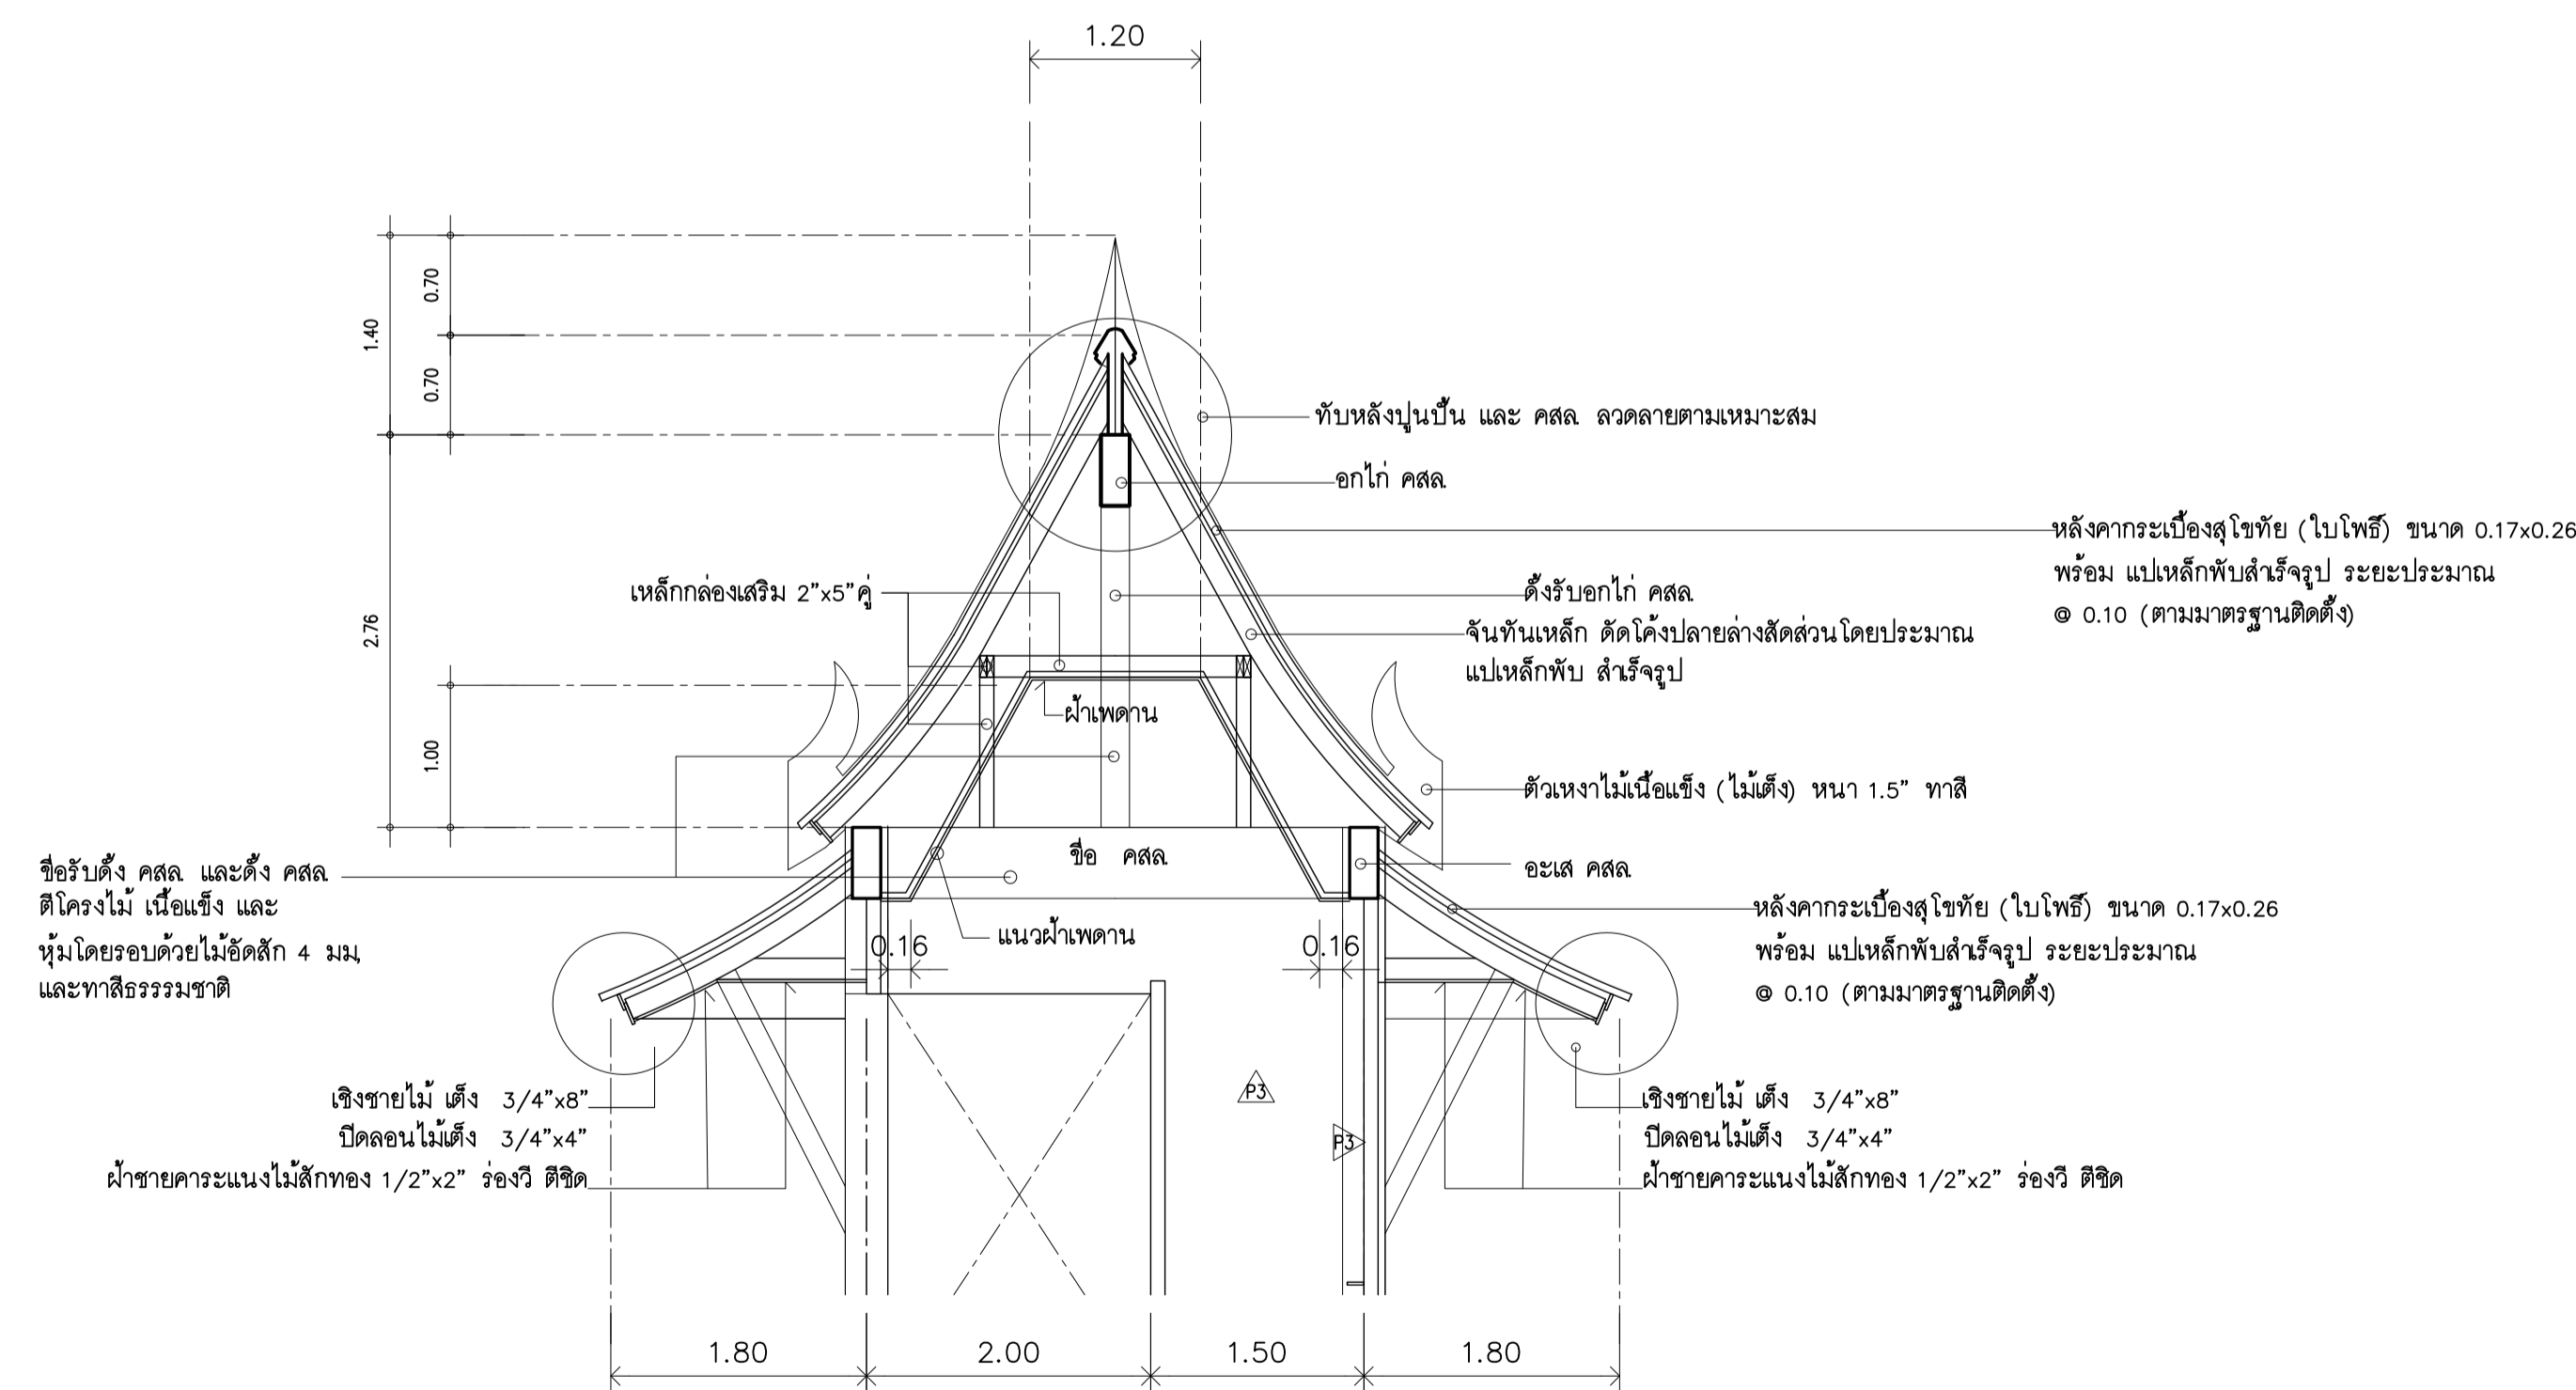 1.20
0.70
1.40
0.70
ทับหลังปูนปั้น และ คสล. ลวดลายตามเหมาะสม
อกไก่ คสล.
หลังคากระเบื้องสุโขทัย (ใบโพธิ์) ขนาด 0.17x0.26
พร้อม แปเหล็กพับสำเร็จรูป ระยะประมาณ
@ 0.10 (ตามมาตรฐานติดตั้ง)
เหล็กกล่องเสริม 2"x5"คู่
ดั้งรับอกไก่ คสล.
จันทันเหล็ก ดัดโค้งปลายล่างสัดส่วนโดยประมาณ
แปเหล็กพับ สำเร็จรูป
2.76
ฝ้าเพดาน
1.00
ตัวเหงาไม้เนื้อแข็ง (ไม้เต็ง) หนา 1.5" ทาสี
ขื่อ คสล.
อะเส คสล.
ขื่อรับดั้ง คสล. และดั้ง คสล.
ตีโครงไม้ เนื้อแข็ง และ
หุ้มโดยรอบด้วยไม้อัดสัก 4 มม.
และทาสีธรรรมชาติ
แนวฝ้าเพดาน
0.16
0.16
หลังคากระเบื้องสุโขทัย (ใบโพธิ์) ขนาด 0.17x0.26
พร้อม แปเหล็กพับสำเร็จรูป ระยะประมาณ
@ 0.10 (ตามมาตรฐานติดตั้ง)
P3
P3
เชิงชายไม้ เต็ง 3/4"x8"
ปิดลอนไม้เต็ง 3/4"x4"
ฝ้าชายคาระแนงไม้สักทอง 1/2"x2" ร่องวี ตีชิด
เชิงชายไม้ เต็ง 3/4"x8"
ปิดลอนไม้เต็ง 3/4"x4"
ฝ้าชายคาระแนงไม้สักทอง 1/2"x2" ร่องวี ตีชิด
1.80
2.00
1.50
1.80